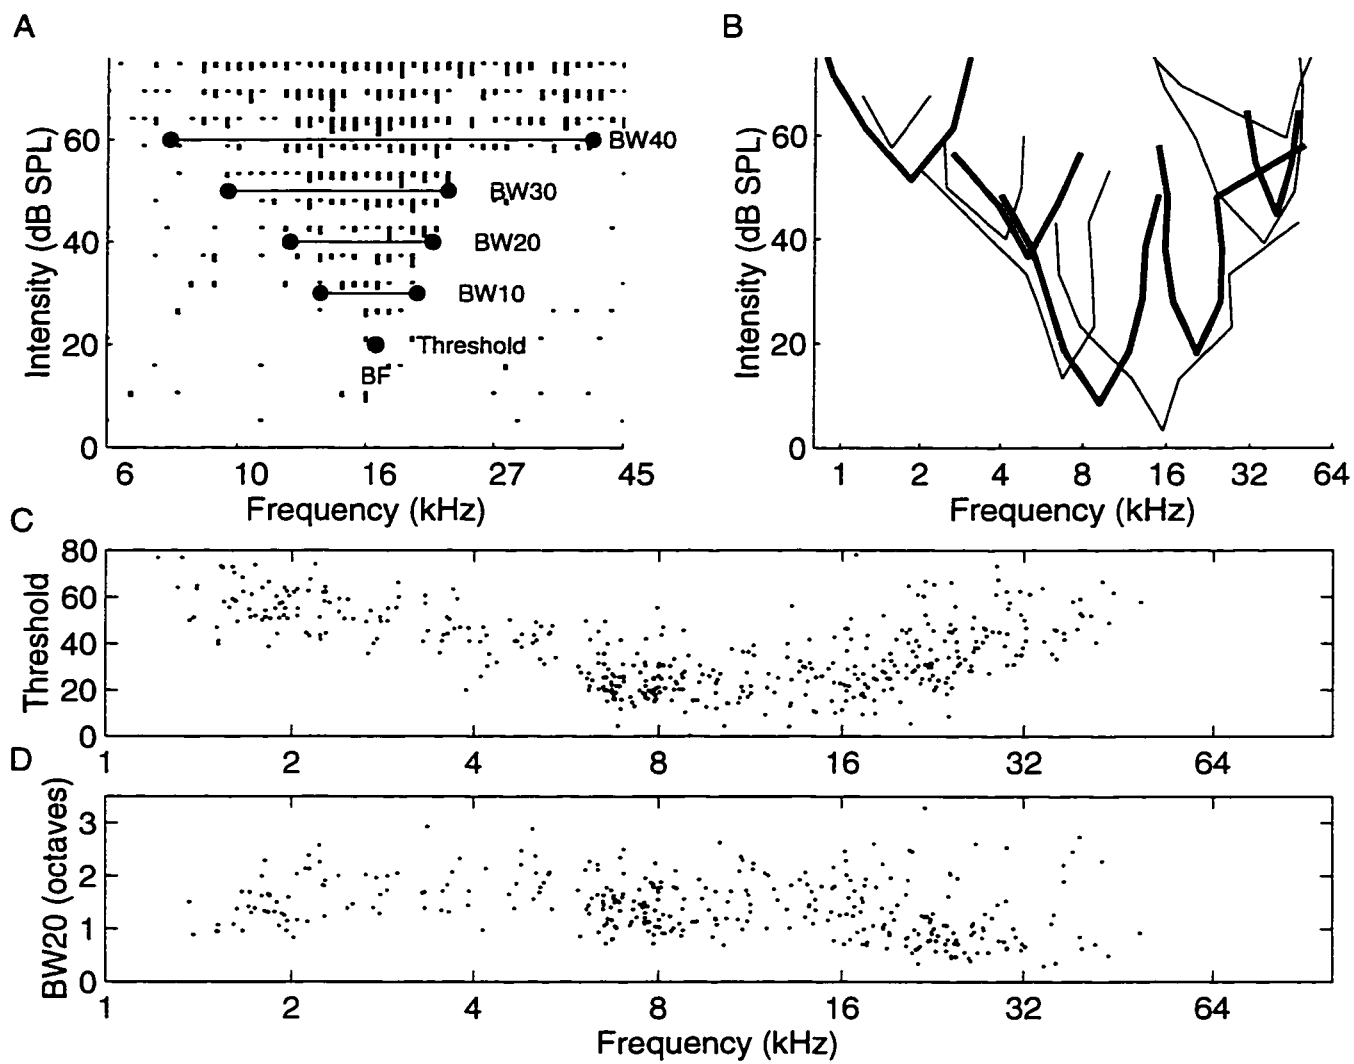 A
Intensity (dB SPL)
60
40
20
0
BW40
BW30
BW20
BW10
Threshold
BF
6 10 16 27 45
Frequency (kHz)
B
Intensity (dB SPL)
60
40
20
0
1 2 4 8 16 32 64
Frequency (kHz)
C
Threshold
80
60
40
20
0
1 2 4 8 16 32 64
D
BW20 (octaves)
3
2
1
0
1 2 4 8 16 32 64
Frequency (kHz)